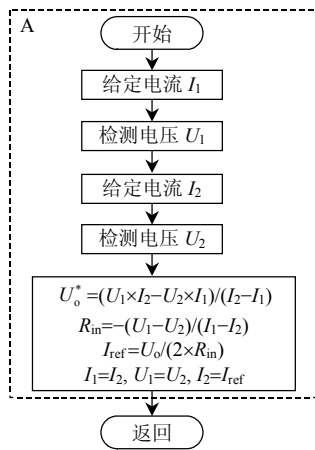 A
开始
给定电流 I₁
检测电压 U₁
给定电流 I₂
检测电压 U₂
U*ₒ=(U₁×I₂−U₂×I₁)/(I₂−I₁)
Rᵢₙ=−(U₁−U₂)/(I₁−I₂)
I_ref=Uₒ/(2×Rᵢₙ)
I₁=I₂, U₁=U₂, I₂=I_ref
返回